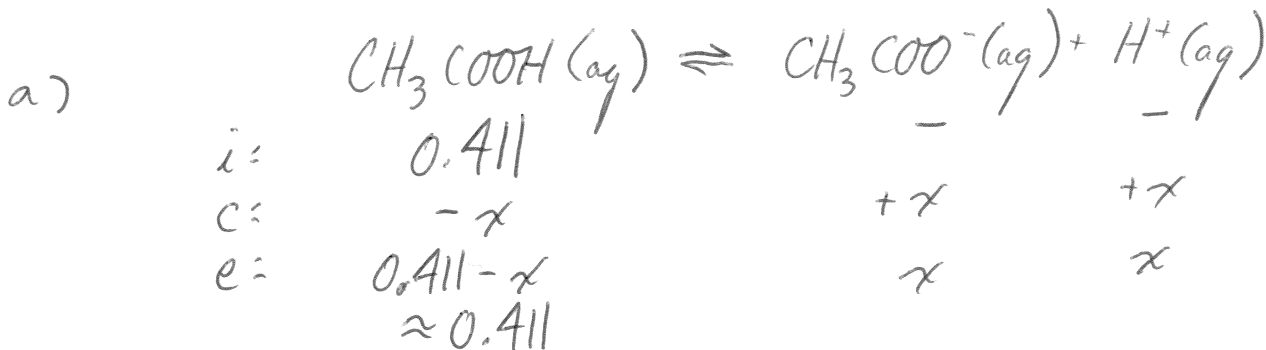 a) CH₃COOH(aq) ⇌ CH₃COO⁻(aq) + H⁺(aq)
i: 0.411 – –
c: -x +x +x
e: 0.411-x x x
≈ 0.411